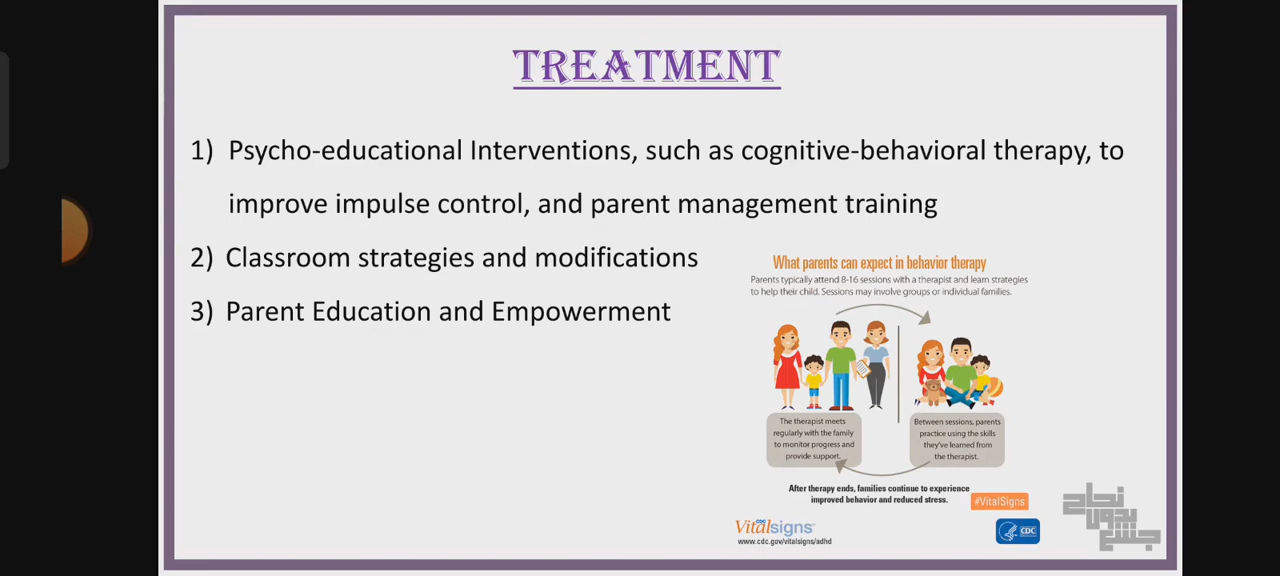 TREATMENT
1) Psycho-educational Interventions, such as cognitive-behavioral therapy, to
improve impulse control, and parent management training
2) Classroom strategies and modifications
3) Parent Education and Empowerment
What parents can expect in behavior therapy
Parents typically attend 8-16 sessions with a therapist and learn strategies
to help their child. Sessions may involve groups or individual families.
The therapist meets
regularly with the family
to monitor progress and
provide support.
Between sessions, parents
practice using the skills
they've learned from
the therapist.
After therapy ends, families continue to experience
improved behavior and reduced stress.
#VitalSigns
CDC
Vitalsigns™
www.cdc.gov/vitalsigns/adhd
CDC
نجاح
بدون
جشع